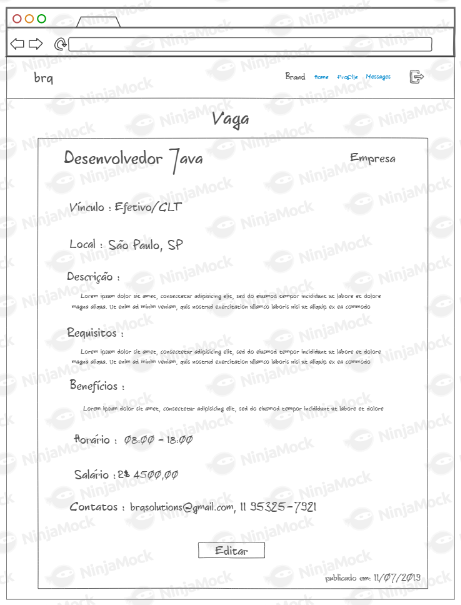 brq
Brand Home Profile Messages
Vaga
Desenvolvedor Java Empresa
Vínculo : Efetivo/CLT
Local : São Paulo, SP
Descrição :
Lorem ipsum dolor sit amet, consectetur adipiscing elit, sed do eiusmod tempor incididunt ut labore et dolore
magna aliqua. Ut enim ad minim veniam, quis nostrud exercitation ullamco laboris nisi ut aliquip ex ea commodo
Requisitos :
Lorem ipsum dolor sit amet, consectetur adipiscing elit, sed do eiusmod tempor incididunt ut labore et dolore
magna aliqua. Ut enim ad minim veniam, quis nostrud exercitation ullamco laboris nisi ut aliquip ex ea commodo
Benefícios :
Lorem ipsum dolor sit amet, consectetur adipiscing elit, sed do eiusmod tempor incididunt ut labore et dolore
Horário : 08:00 - 18:00
Salário : R$ 4500,00
Contatos : brqsolutions@gmail.com, 11 95325-7921
Editar
publicado em: 11/07/2019